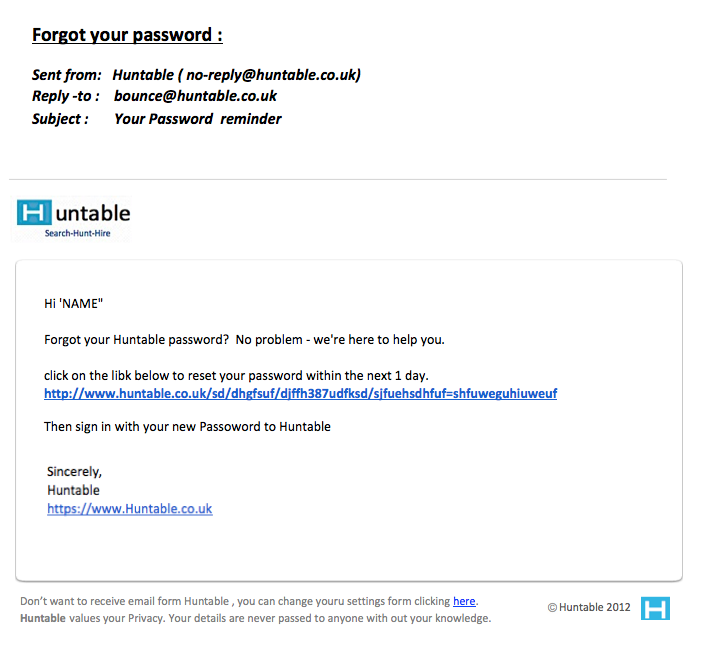 Forgot your password :
Sent from: Huntable ( no-reply@huntable.co.uk)
Reply -to : bounce@huntable.co.uk
Subject : Your Password reminder
H untable
Search-Hunt-Hire
Hi 'NAME"
Forgot your Huntable password? No problem - we're here to help you.
click on the libk below to reset your password within the next 1 day.
http://www.huntable.co.uk/sd/dhgfsuf/djffh387udfksd/sjfuehsdhfuf=shfuweguhiuweuf
Then sign in with your new Passoword to Huntable
Sincerely,
Huntable
https://www.Huntable.co.uk
Don't want to receive email form Huntable , you can change youru settings form clicking here.
Huntable values your Privacy. Your details are never passed to anyone with out your knowledge.
© Huntable 2012 H